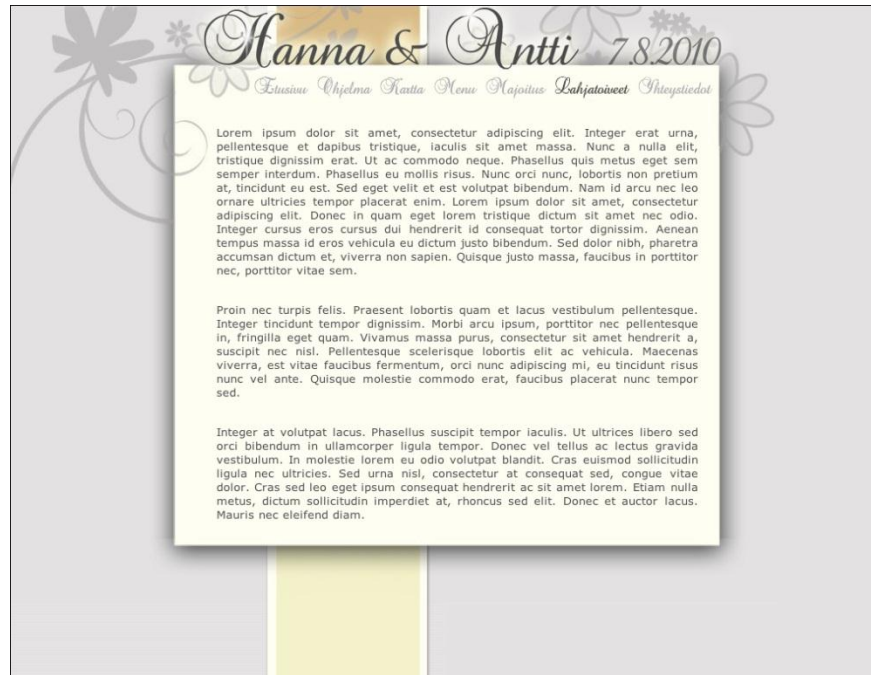 Hanna & Antti 7.8.2010
Etusivu Ohjelma Kartta Menu Majoitus Lahjatoiveet Yhteystiedot
Lorem ipsum dolor sit amet, consectetur adipiscing elit. Integer erat urna,
pellentesque et dapibus tristique, iaculis sit amet massa. Nunc a nulla elit,
tristique dignissim erat. Ut ac commodo neque. Phasellus quis metus eget sem
semper interdum. Phasellus eu mollis risus. Nunc orci nunc, lobortis non pretium
at, tincidunt eu est. Sed eget velit et est volutpat bibendum. Nam id arcu nec leo
ornare ultricies tempor placerat enim. Lorem ipsum dolor sit amet, consectetur
adipiscing elit. Donec in quam eget lorem tristique dictum sit amet nec odio.
Integer cursus eros cursus dui hendrerit id consequat tortor dignissim. Aenean
tempus massa id eros vehicula eu dictum justo bibendum. Sed dolor nibh, pharetra
accumsan dictum et, viverra non sapien. Quisque justo massa, faucibus in porttitor
nec, porttitor vitae sem.
Proin nec turpis felis. Praesent lobortis quam et lacus vestibulum pellentesque.
Integer tincidunt tempor dignissim. Morbi arcu ipsum, porttitor nec pellentesque
in, fringilla eget quam. Vivamus massa purus, consectetur sit amet hendrerit a,
suscipit nec nisl. Pellentesque scelerisque lobortis elit ac vehicula. Maecenas
viverra, est vitae faucibus fermentum, orci nunc adipiscing mi, eu tincidunt risus
nunc vel ante. Quisque molestie commodo erat, faucibus placerat nunc tempor
sed.
Integer at volutpat lacus. Phasellus suscipit tempor iaculis. Ut ultrices libero sed
orci bibendum in ullamcorper ligula tempor. Donec vel tellus ac lectus gravida
vestibulum. In molestie lorem eu odio volutpat blandit. Cras euismod sollicitudin
ligula nec ultricies. Sed urna nisl, consectetur at consequat sed, congue vitae
dolor. Cras sed leo eget ipsum consequat hendrerit ac sit amet lorem. Etiam nulla
metus, dictum sollicitudin imperdiet at, rhoncus sed elit. Donec et auctor lacus.
Mauris nec eleifend diam.